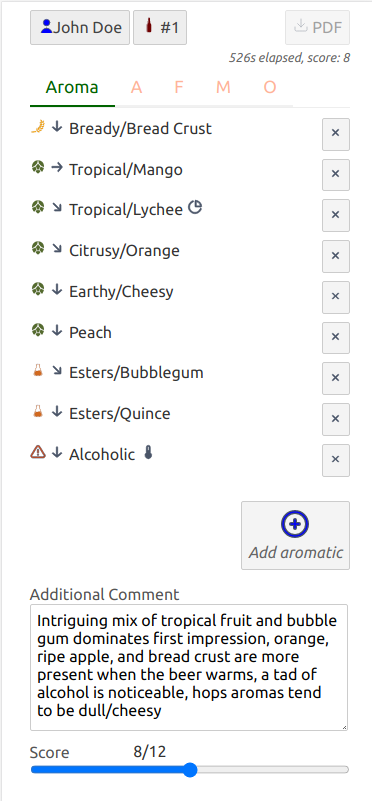 John Doe #1 PDF
526s elapsed, score: 8
Aroma A F M O
Bready/Bread Crust ×
Tropical/Mango ×
Tropical/Lychee ×
Citrusy/Orange ×
Earthy/Cheesy ×
Peach ×
Esters/Bubblegum ×
Esters/Quince ×
Alcoholic ×
Add aromatic
Additional Comment
Intriguing mix of tropical fruit and bubble
gum dominates first impression, orange,
ripe apple, and bread crust are more
present when the beer warms, a tad of
alcohol is noticeable, hops aromas tend
to be dull/cheesy
Score 8/12